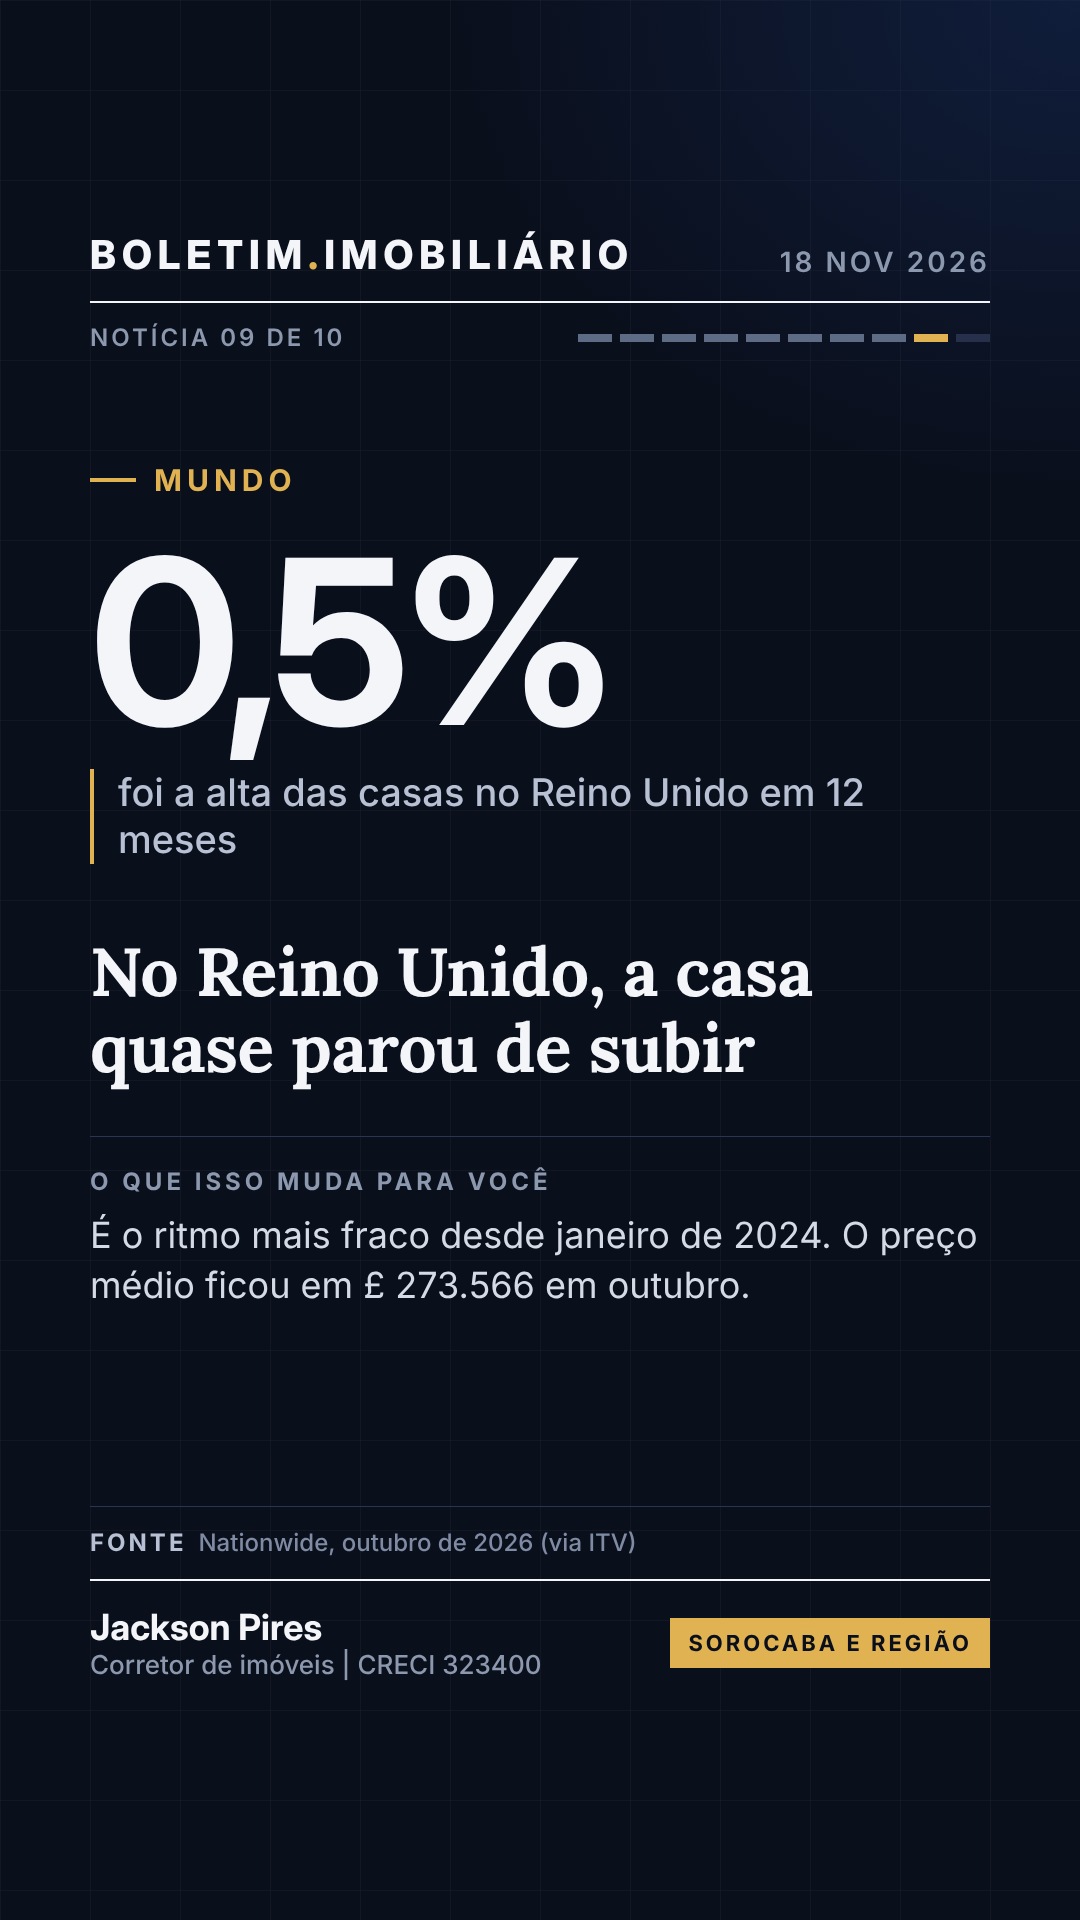 BOLETIM.IMOBILIÁRIO
18 NOV 2026
NOTÍCIA 09 DE 10
MUNDO
0,5%
foi a alta das casas no Reino Unido em 12
meses
No Reino Unido, a casa
quase parou de subir
O QUE ISSO MUDA PARA VOCÊ
É o ritmo mais fraco desde janeiro de 2024. O preço
médio ficou em £ 273.566 em outubro.
FONTE Nationwide, outubro de 2026 (via ITV)
Jackson Pires
Corretor de imóveis | CRECI 323400
SOROCABA E REGIÃO